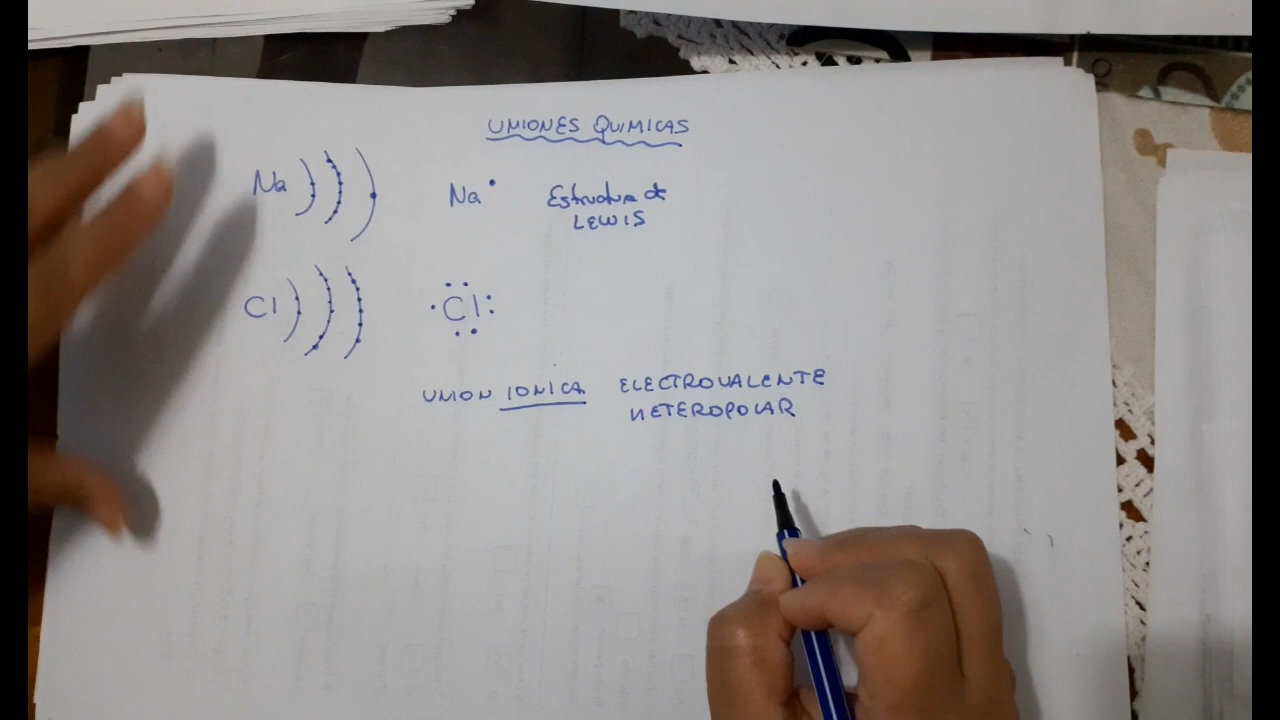 UNIONES QUIMICAS
Na Na Estructura de
LEWIS
Cl Cl
UNION IONICA ELECTROVALENTE
HETEROPOLAR